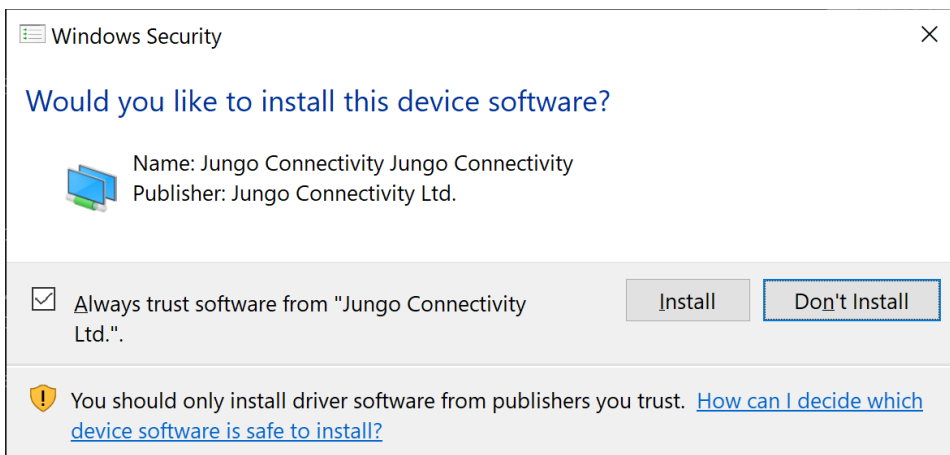 Windows Security
Would you like to install this device software?
Name: Jungo Connectivity Jungo Connectivity
Publisher: Jungo Connectivity Ltd.
Always trust software from "Jungo Connectivity
Ltd.".
Install
Don't Install
You should only install driver software from publishers you trust. How can I decide which
device software is safe to install?